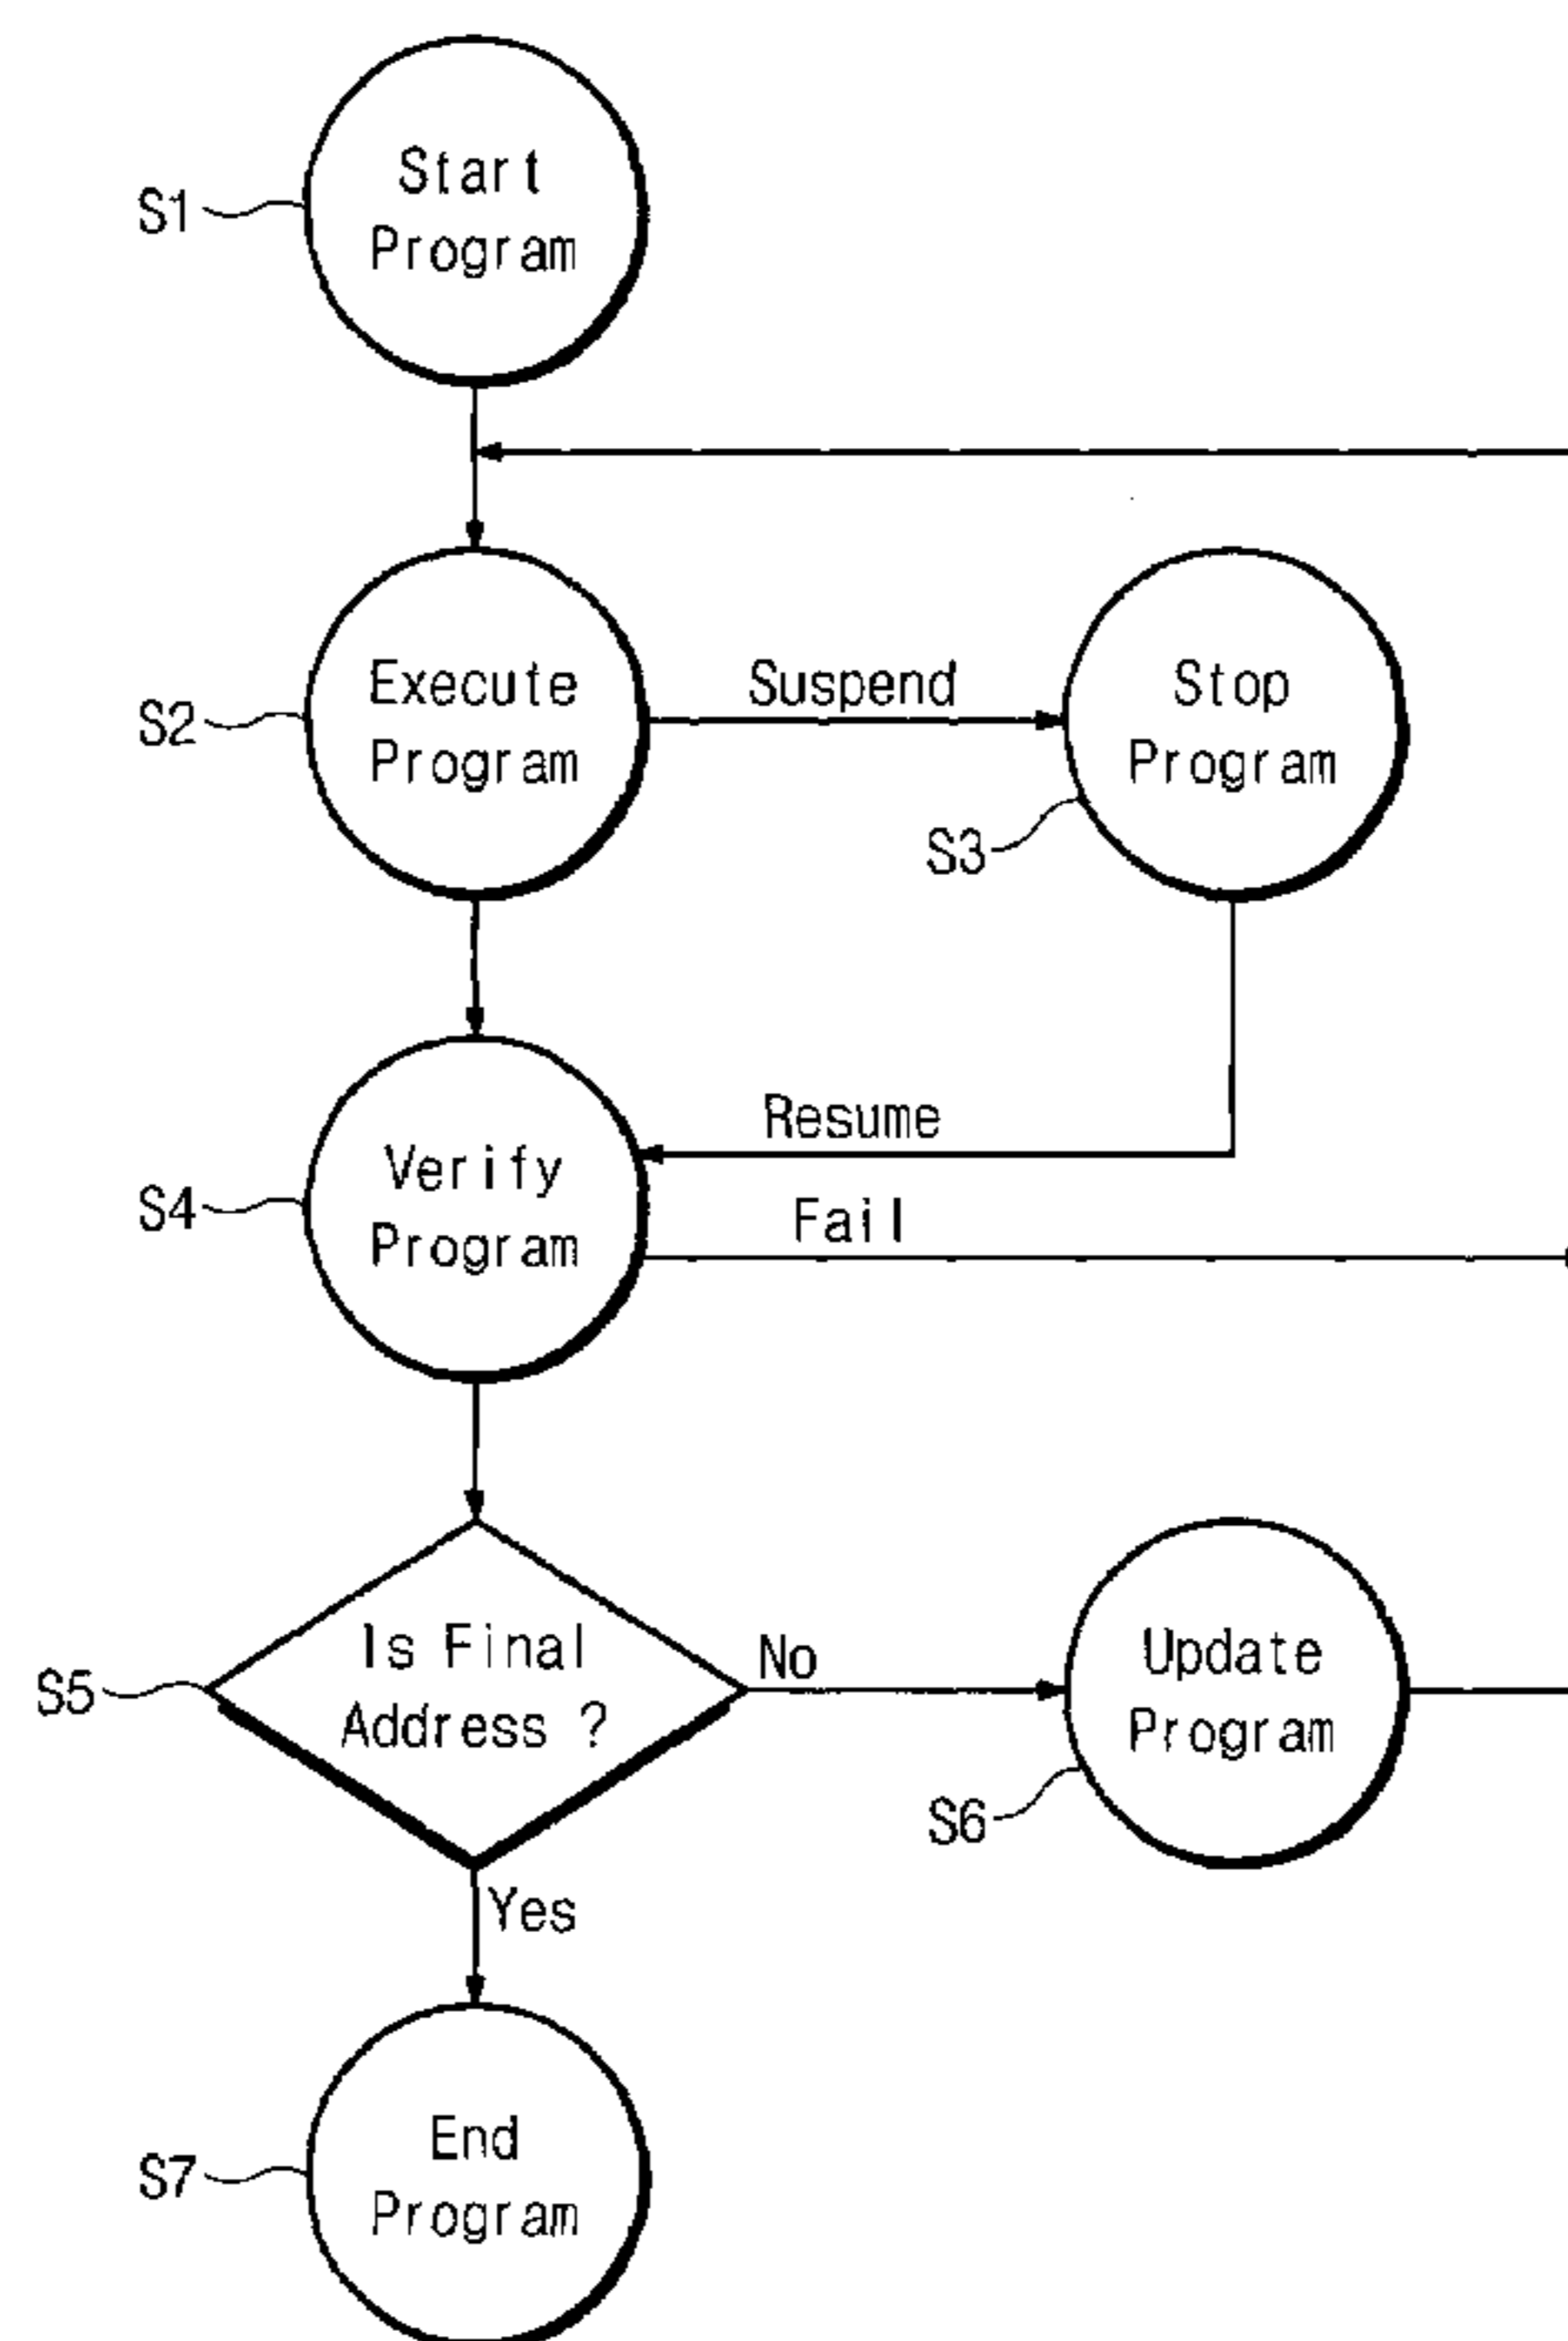 Start
Program
S1
Execute
Program
S2
Suspend
Stop
Program
S3
Resume
Verify
Program
S4
Fail
Is Final
Address ?
S5
No
Update
Program
S6
Yes
End
Program
S7